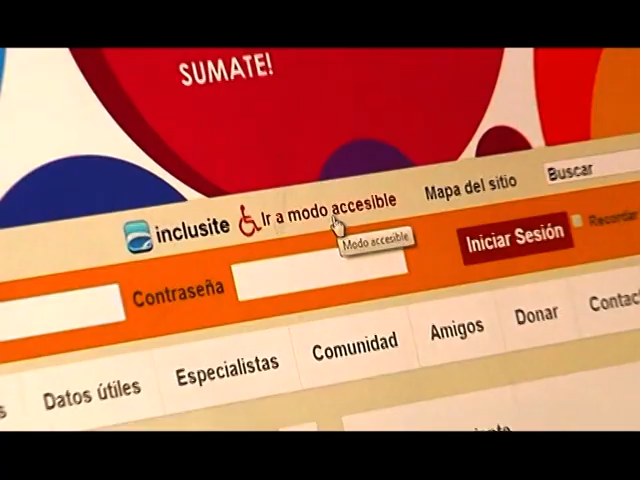 SUMATE!
inclusite Ir a modo accesible Mapa del sitio Buscar
Modo accesible
Contraseña Iniciar Sesión Recordar
Datos útiles Especialistas Comunidad Amigos Donar